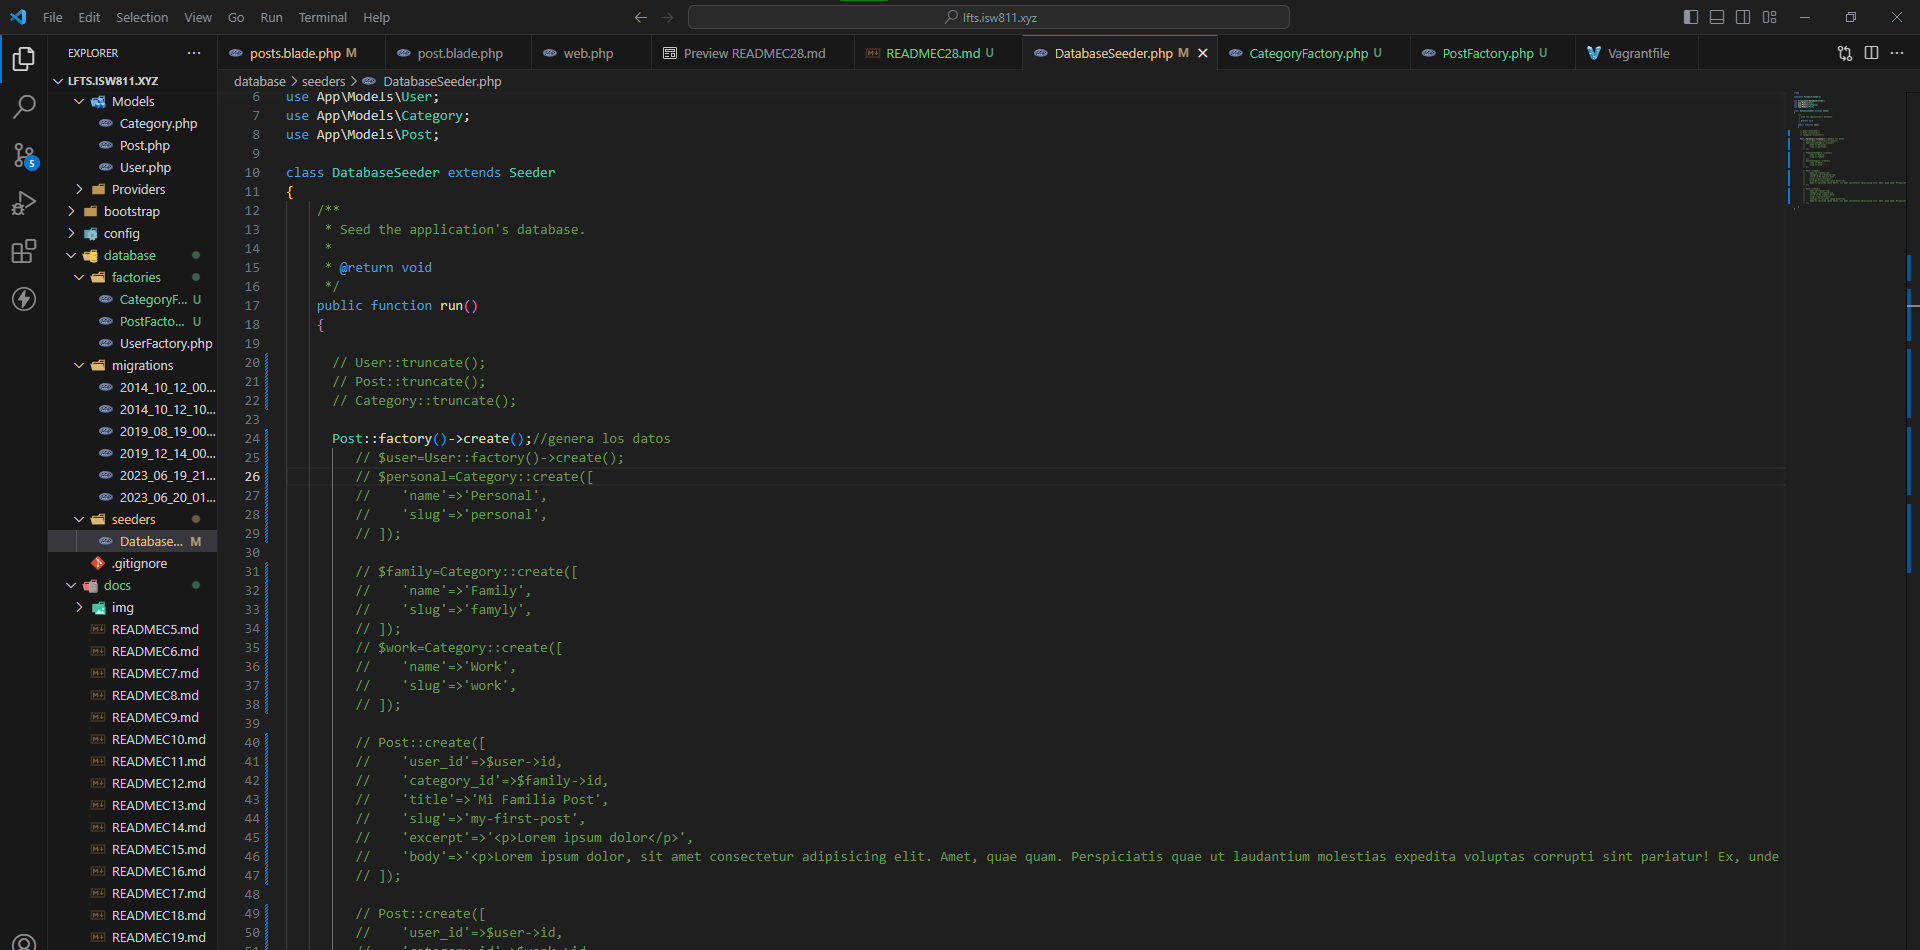 File Edit Selection View Go Run Terminal Help
lfts.isw811.xyz
EXPLORER
posts.blade.php M
post.blade.php
web.php
Preview READMEC28.md
READMEC28.md U
DatabaseSeeder.php M
CategoryFactory.php U
PostFactory.php U
Vagrantfile
LFTS.ISW811.XYZ
Models
Category.php
Post.php
User.php
Providers
bootstrap
config
database
factories
CategoryF... U
PostFacto... U
UserFactory.php
migrations
2014_10_12_00...
2014_10_12_10...
2019_08_19_00...
2019_12_14_00...
2023_06_19_21...
2023_06_20_01...
seeders
Database... M
.gitignore
docs
img
READMEC5.md
READMEC6.md
READMEC7.md
READMEC8.md
READMEC9.md
READMEC10.md
READMEC11.md
READMEC12.md
READMEC13.md
READMEC14.md
READMEC15.md
READMEC16.md
READMEC17.md
READMEC18.md
READMEC19.md
5
database > seeders > DatabaseSeeder.php
6 use App\Models\User;
7 use App\Models\Category;
8 use App\Models\Post;
9
10 class DatabaseSeeder extends Seeder
11 {
12 /**
13 * Seed the application's database.
14 *
15 * @return void
16 */
17 public function run()
18 {
19
20 // User::truncate();
21 // Post::truncate();
22 // Category::truncate();
23
24 Post::factory()->create();//genera los datos
25 // $user=User::factory()->create();
26 // $personal=Category::create([
27 // 'name'=>'Personal',
28 // 'slug'=>'personal',
29 // ]);
30
31 // $family=Category::create([
32 // 'name'=>'Family',
33 // 'slug'=>'famyly',
34 // ]);
35 // $work=Category::create([
36 // 'name'=>'Work',
37 // 'slug'=>'work',
38 // ]);
39
40 // Post::create([
41 // 'user_id'=>$user->id,
42 // 'category_id'=>$family->id,
43 // 'title'=>'Mi Familia Post',
44 // 'slug'=>'my-first-post',
45 // 'excerpt'=>'<p>Lorem ipsum dolor</p>',
46 // 'body'=>'<p>Lorem ipsum dolor, sit amet consectetur adipisicing elit. Amet, quae quam. Perspiciatis quae ut laudantium molestias expedita voluptas corrupti sint pariatur! Ex, unde
47 // ]);
48
49 // Post::create([
50 // 'user_id'=>$user->id,